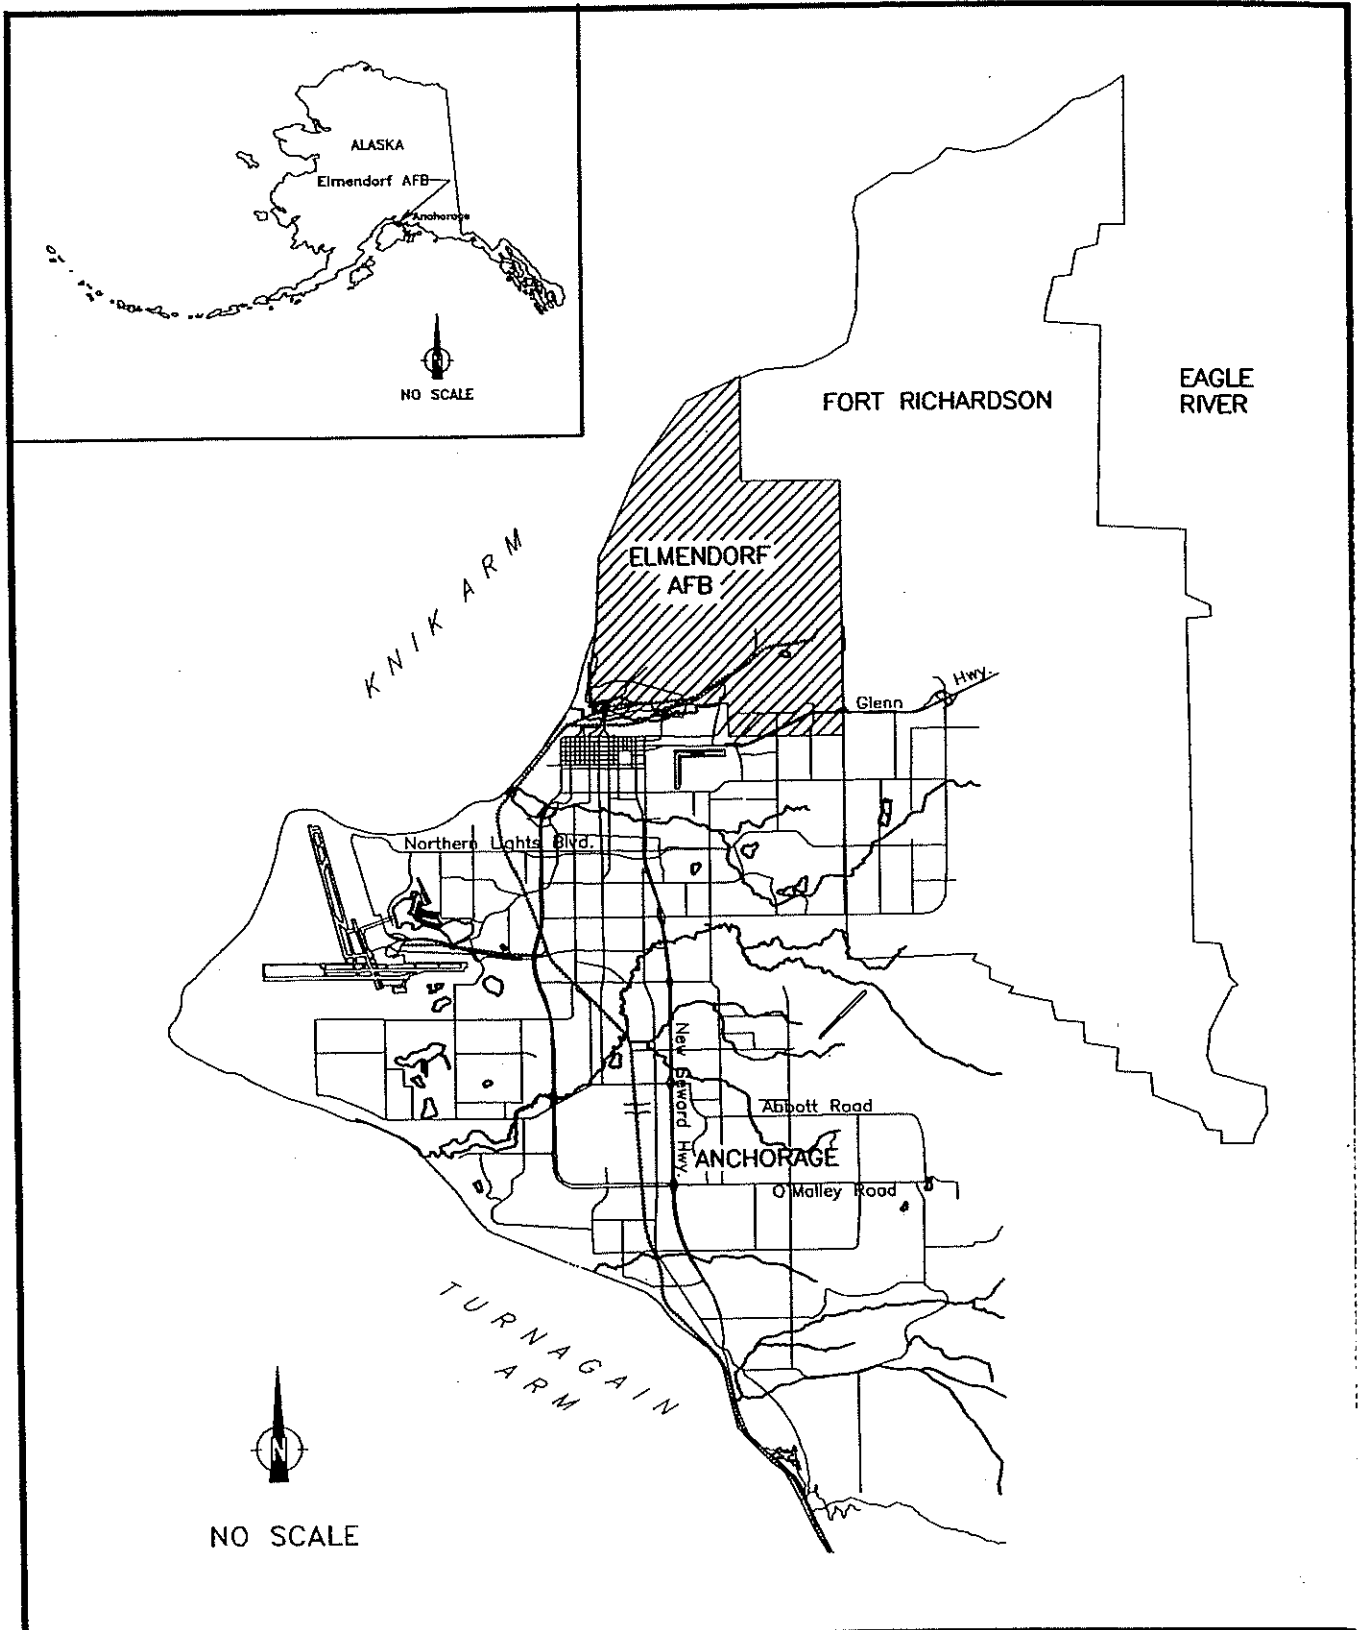 ALASKA
Elmendorf AFB
Anchorage
N
NO SCALE
EAGLE
RIVER
FORT RICHARDSON
ELMENDORF
AFB
KNIK ARM
Glenn Hwy.
Northern Lights Blvd.
New Seward Hwy.
Abbott Road
ANCHORAGE
O'Malley Road
TURNAGAIN
ARM
N
NO SCALE